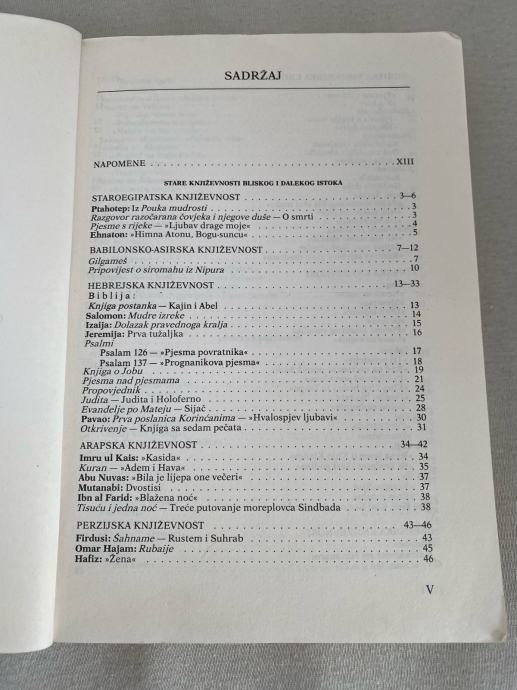 SADRŽAJ
NAPOMENE . . . . . . . . . . XIII
STARE KNJIŽEVNOSTI BLISKOG I DALEKOG ISTOKA
STAROEGIPATSKA KNJIŽEVNOST . . . . . . . . . . 3—6
Ptahotep: Iz Pouka mudrosti . . . . . . . . . . 3
Razgovor razočarana čovjeka i njegove duše — O smrti . . . . . . . . . . 3
Pjesme s rijeke — »Ljubav drage moje« . . . . . . . . . . 4
Ehnaton: »Himna Atonu, Bogu-suncu« . . . . . . . . . . 5
BABILONSKO-ASIRSKA KNJIŽEVNOST . . . . . . . . . . 7—12
Gilgameš . . . . . . . . . . 7
Pripovijest o siromahu iz Nipura . . . . . . . . . . 10
HEBREJSKA KNJIŽEVNOST . . . . . . . . . . 13—33
Biblija:
Knjiga postanka — Kajin i Abel . . . . . . . . . . 13
Salomon: Mudre izreke . . . . . . . . . . 14
Izaija: Dolazak pravednoga kralja . . . . . . . . . . 15
Jeremija: Prva tužaljka . . . . . . . . . . 16
Psalmi
Psalam 126 — »Pjesma povratnika« . . . . . . . . . . 17
Psalam 137 — »Prognanikova pjesma« . . . . . . . . . . 18
Knjiga o Jobu . . . . . . . . . . 19
Pjesma nad pjesmama . . . . . . . . . . 21
Propovjednik . . . . . . . . . . 24
Judita — Judita i Holoferno . . . . . . . . . . 25
Evanđelje po Mateju — Sijač . . . . . . . . . . 28
Pavao: Prva poslanica Korinćanima — »Hvalospjev ljubavi« . . . . . . . . . . 30
Otkrivenje — Knjiga sa sedam pečata . . . . . . . . . . 31
ARAPSKA KNJIŽEVNOST . . . . . . . . . . 34—42
Imru ul Kais: »Kasida« . . . . . . . . . . 34
Kuran — »Adem i Hava« . . . . . . . . . . 35
Abu Nuvas: »Bila je lijepa one večeri« . . . . . . . . . . 37
Mutanabi: Dvostisi . . . . . . . . . . 37
Ibn al Farid: »Blažena noć« . . . . . . . . . . 38
Tisuću i jedna noć — Treće putovanje moreplovca Sindbada . . . . . . . . . . 38
PERZIJSKA KNJIŽEVNOST . . . . . . . . . . 43—46
Firdusi: Šahname — Rustem i Suhrab . . . . . . . . . . 43
Omar Hajam: Rubaije . . . . . . . . . . 45
Hafiz: »Žena« . . . . . . . . . . 46
V